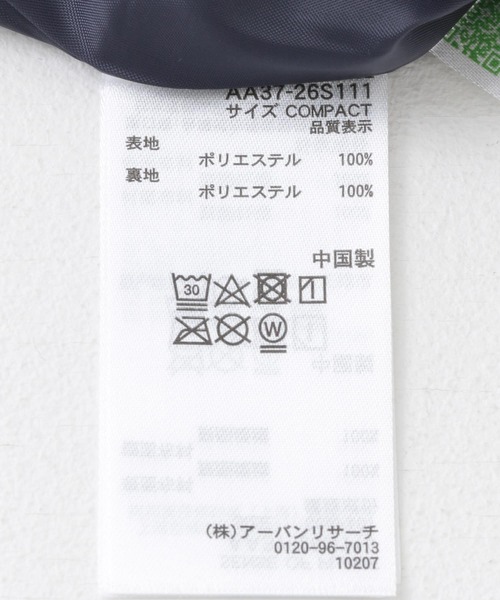 AA37-26S111
サイズ COMPACT
品質表示
表地
ポリエステル 100%
裏地
ポリエステル 100%
中国製
30
W
(株)アーバンリサーチ
0120-96-7013
10207